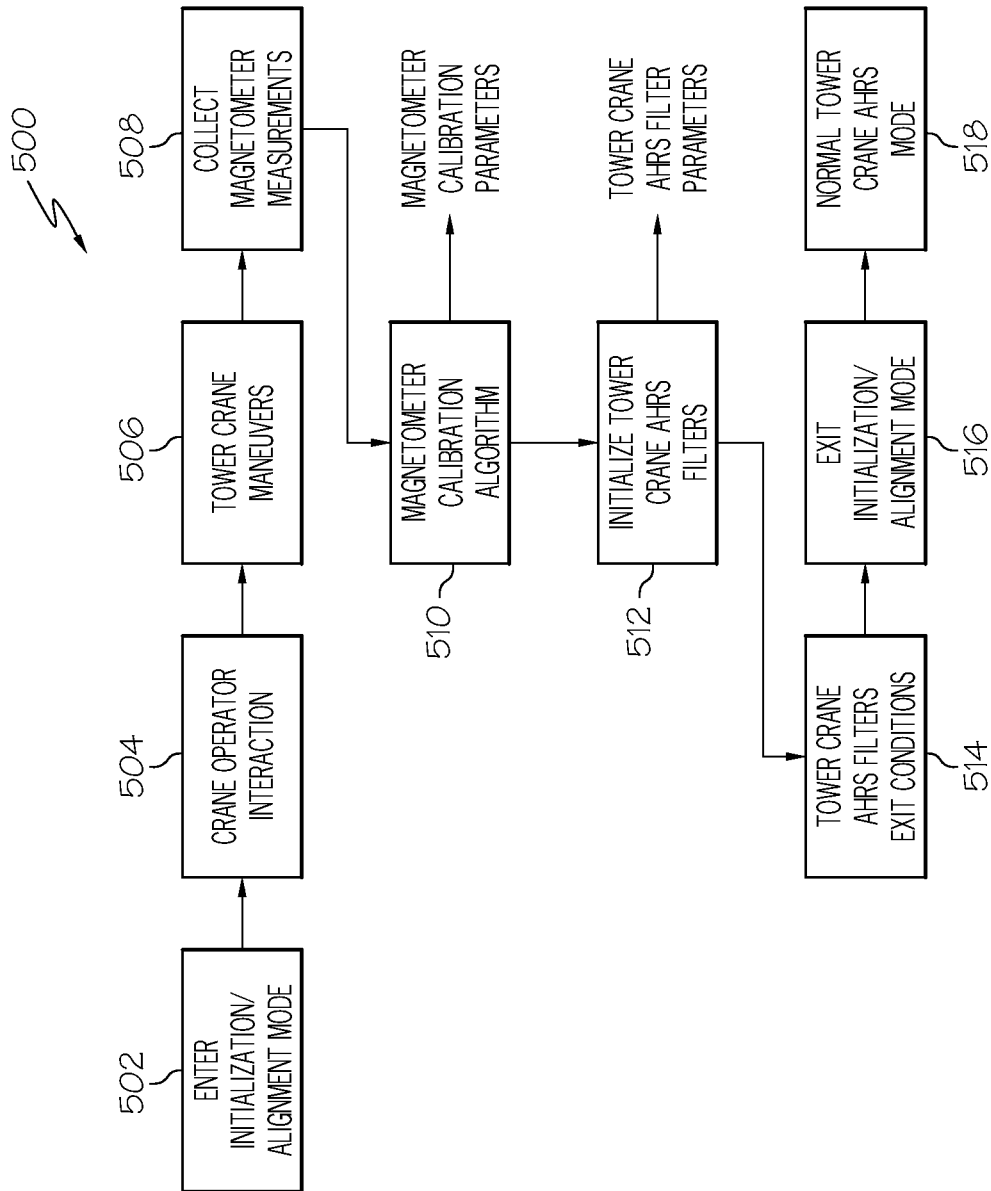 500
502
ENTER
INITIALIZATION/
ALIGNMENT MODE
504
CRANE OPERATOR
INTERACTION
506
TOWER CRANE
MANEUVERS
508
COLLECT
MAGNETOMETER
MEASUREMENTS
MAGNETOMETER
CALIBRATION
ALGORITHM
510
MAGNETOMETER
CALIBRATION
PARAMETERS
INITIALIZE TOWER
CRANE AHRS
FILTERS
512
TOWER CRANE
AHRS FILTER
PARAMETERS
TOWER CRANE
AHRS FILTERS
EXIT CONDITIONS
514
EXIT
INITIALIZATION/
ALIGNMENT MODE
516
NORMAL TOWER
CRANE AHRS
MODE
518